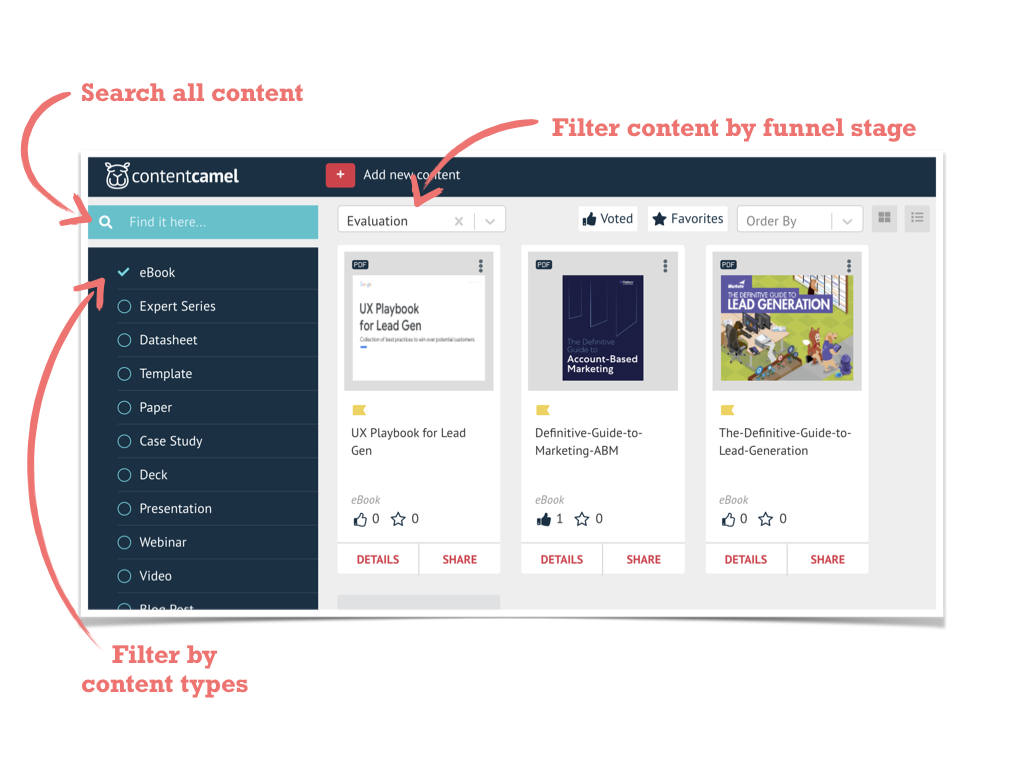 Search all content
Filter content by funnel stage
contentcamel
+ Add new content
Find it here...
Evaluation
Voted
Favorites
Order By
eBook
Expert Series
Datasheet
Template
Paper
Case Study
Deck
Presentation
Webinar
Video
Blog Post
PDF
Google
UX Playbook
for Lead Gen
Collection of best practices to win over potential customers
UX Playbook for Lead
Gen
eBook
0 0
DETAILS SHARE
PDF
The Definitive
Guide to
Account-Based
Marketing
Definitive-Guide-to-
Marketing-ABM
eBook
1 0
DETAILS SHARE
PDF
Marketo
THE DEFINITIVE GUIDE TO
LEAD GENERATION
The-Definitive-Guide-to-
Lead-Generation
eBook
0 0
DETAILS SHARE
Filter by
content types